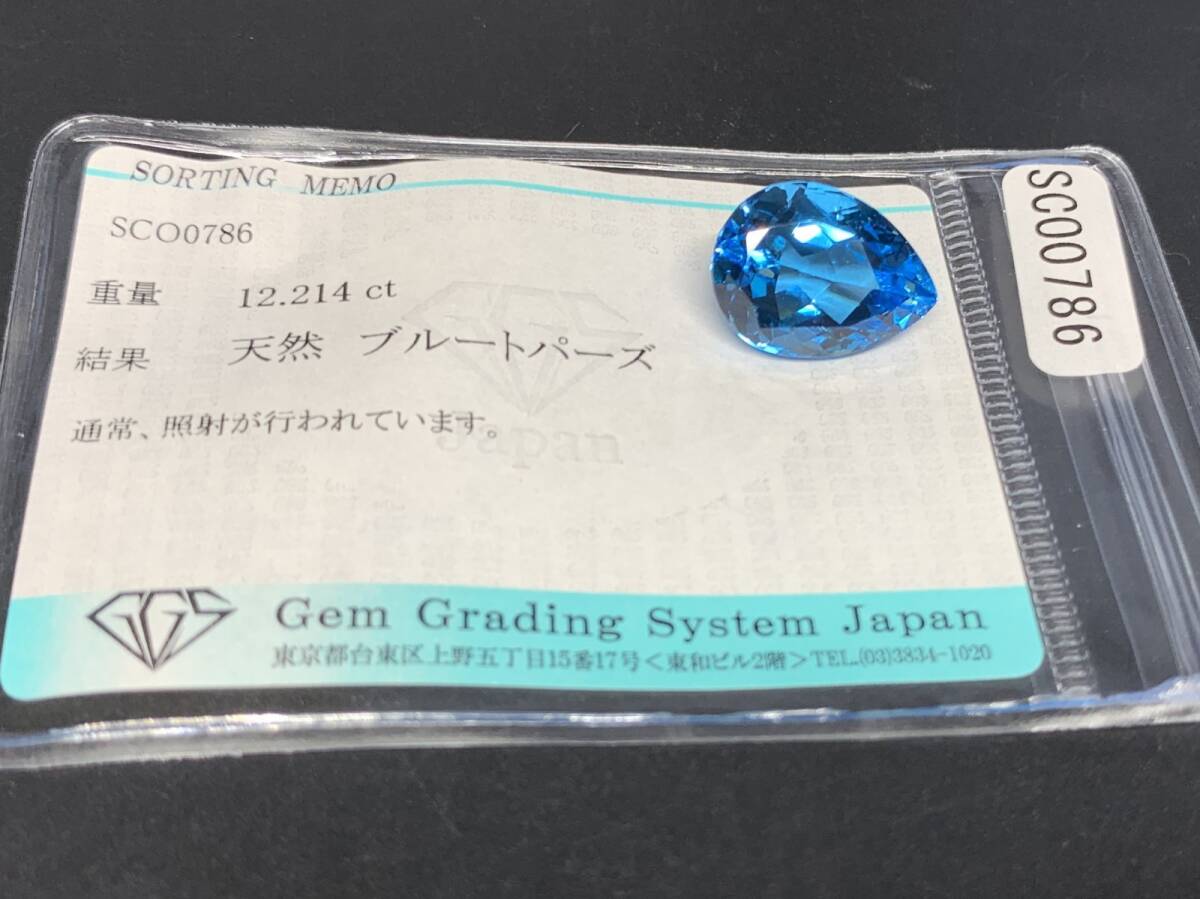 SORTING MEMO
SCO0786
重量 12.214 ct
結果 天然 ブルートパーズ
通常、照射が行われています。
Japan
GGS Gem Grading System Japan
東京都台東区上野五丁目15番17号<東和ビル2階>TEL.(03)3834-1020
SCO0786